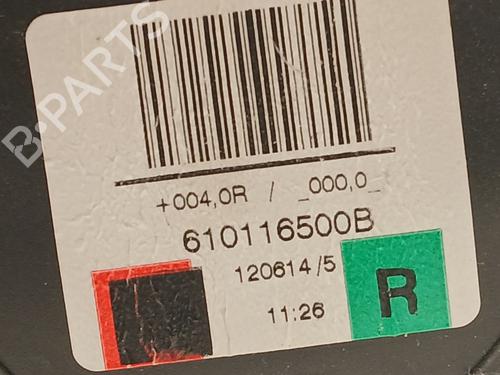 B-PARTS
+004,0R / _000,0_
610116500B
120614/5
11:26
R